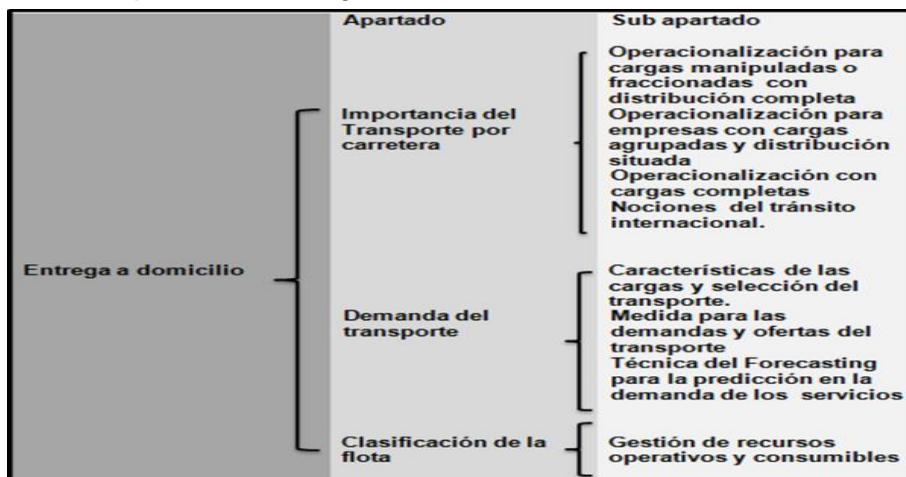 Apartado
Sub apartado
Entrega a domicilio
Importancia del
Transporte por
carretera
Operacionalización para
cargas manipuladas o
fraccionadas con
distribución completa
Operacionalización para
empresas con cargas
agrupadas y distribución
situada
Operacionalización con
cargas completas
Nociones del tránsito
internacional.
Demanda del
transporte
Características de las
cargas y selección del
transporte.
Medida para las
demandas y ofertas del
transporte
Técnica del Forecasting
para la predicción en la
demanda de los servicios
Clasificación de la
flota
Gestión de recursos
operativos y consumibles